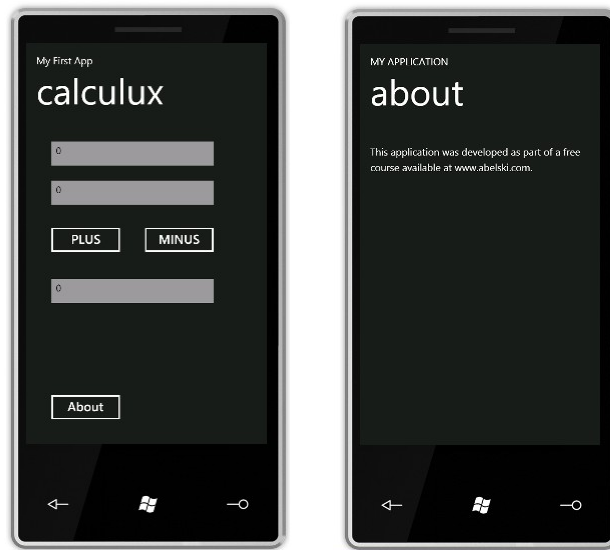 My First App
calculux
0
0
PLUS MINUS
0
About
MY APPLICATION
about
This application was developed as part of a free
course available at www.abelski.com.